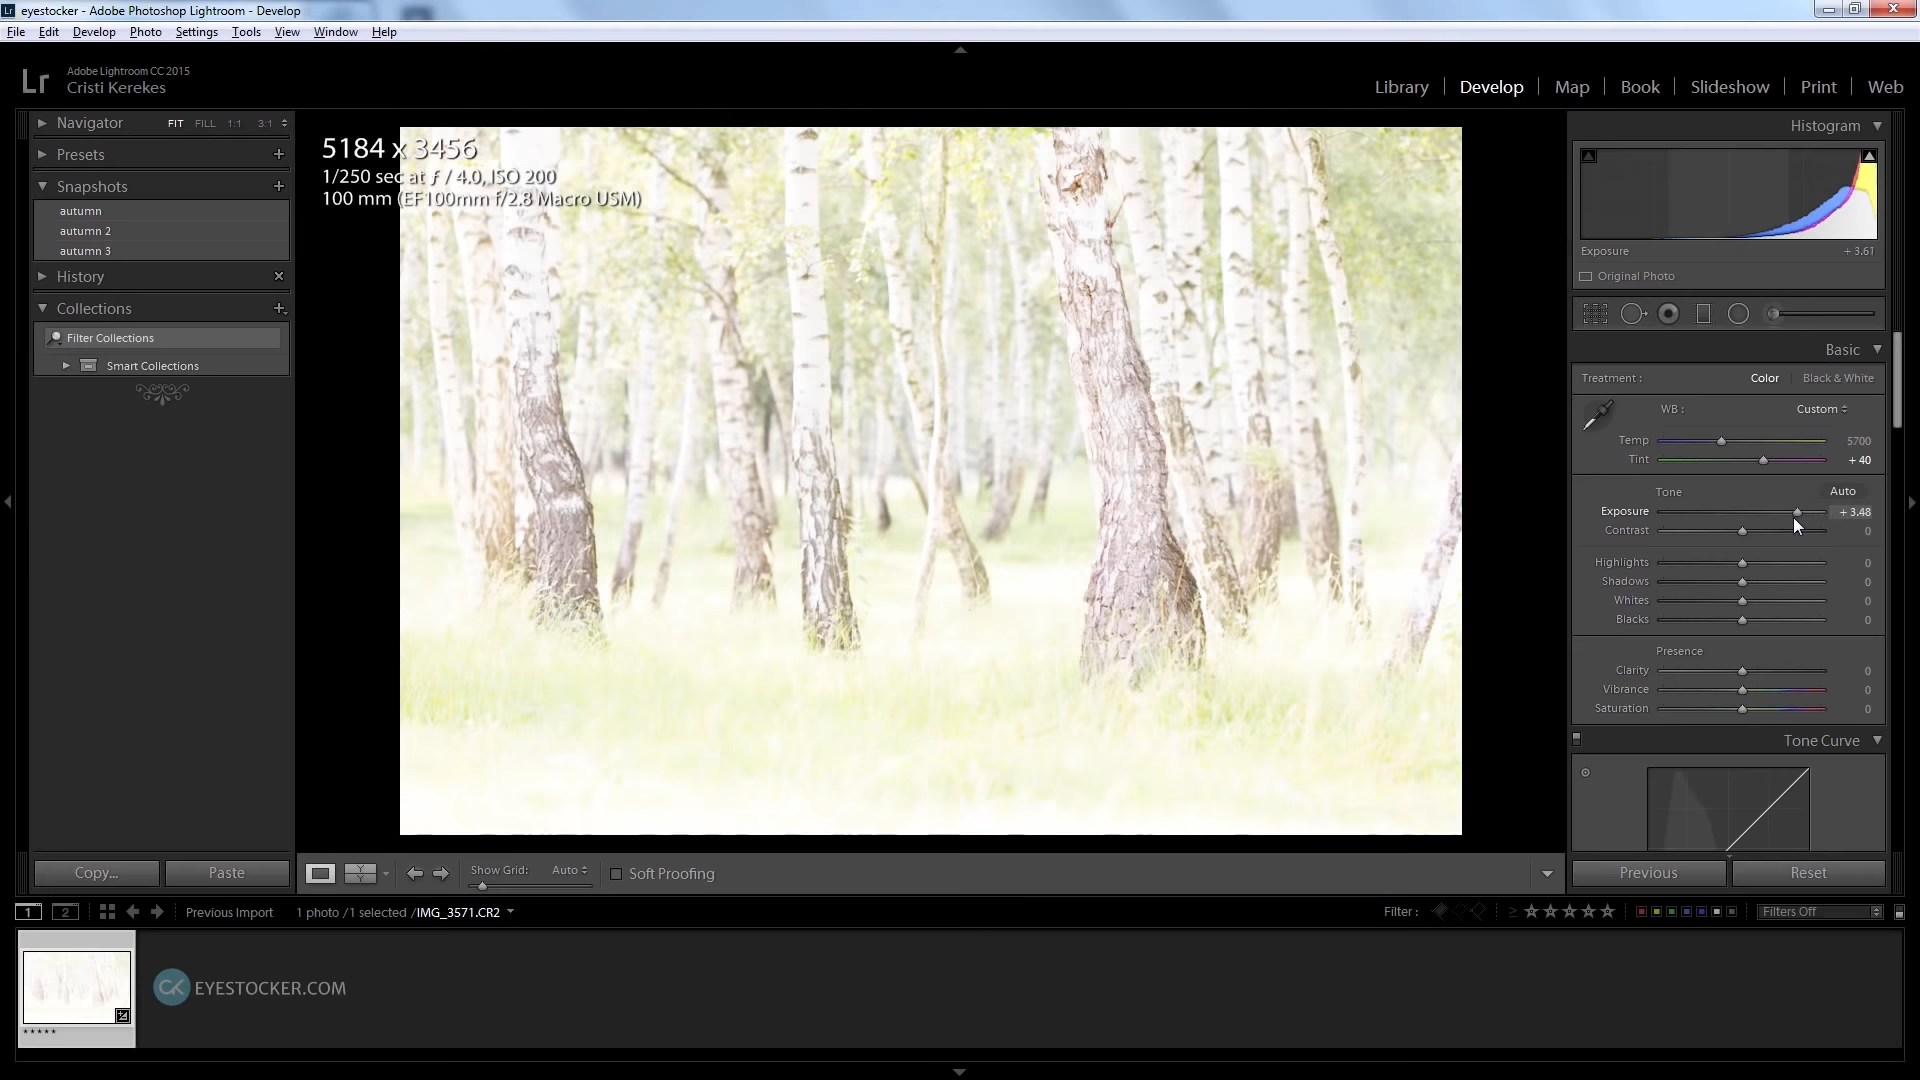 Lr eyestocker - Adobe Photoshop Lightroom - Develop
File Edit Develop Photo Settings Tools View Window Help
Lr
Adobe Lightroom CC 2015
Cristi Kerekes
Library | Develop | Map | Book | Slideshow | Print | Web
Navigator FIT FILL 1:1 3:1
Presets
Snapshots
autumn
autumn 2
autumn 3
History
Collections
Filter Collections
Smart Collections
Copy... Paste
5184 x 3456
1/250 sec at ƒ / 4.0, ISO 200
100 mm (EF100mm f/2.8 Macro USM)
Show Grid: Auto
Soft Proofing
Histogram
Exposure + 3.61
Original Photo
Basic
Treatment : Color | Black & White
WB : Custom
Temp 5700
Tint + 40
Tone Auto
Exposure + 3.48
Contrast 0
Highlights 0
Shadows 0
Whites 0
Blacks 0
Presence
Clarity 0
Vibrance 0
Saturation 0
Tone Curve
Previous Reset
1 2 Previous Import 1 photo /1 selected /IMG_3571.CR2
Filter : ≥ Filters Off
CK EYESTOCKER.COM